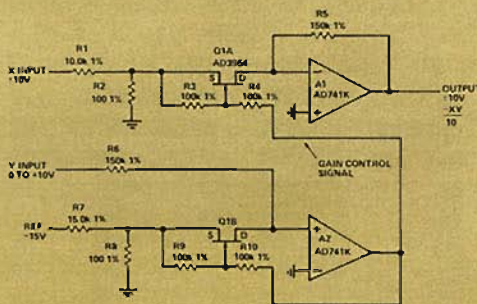 R5
150k 1%
Q1A
AD3954
R1
10.0k 1%
X INPUT
±10V
S D
R3
100k 1%
R4
100k 1%
R2
100 1%
A1
AD741K
OUTPUT
±10V
-XY
10
GAIN CONTROL
SIGNAL
Y INPUT
0 TO +10V
R6
150k 1%
R7
15.0k 1%
REF
-15V
Q1B
S D
R8
100 1%
R9
100k 1%
R10
100k 1%
A2
AD741K